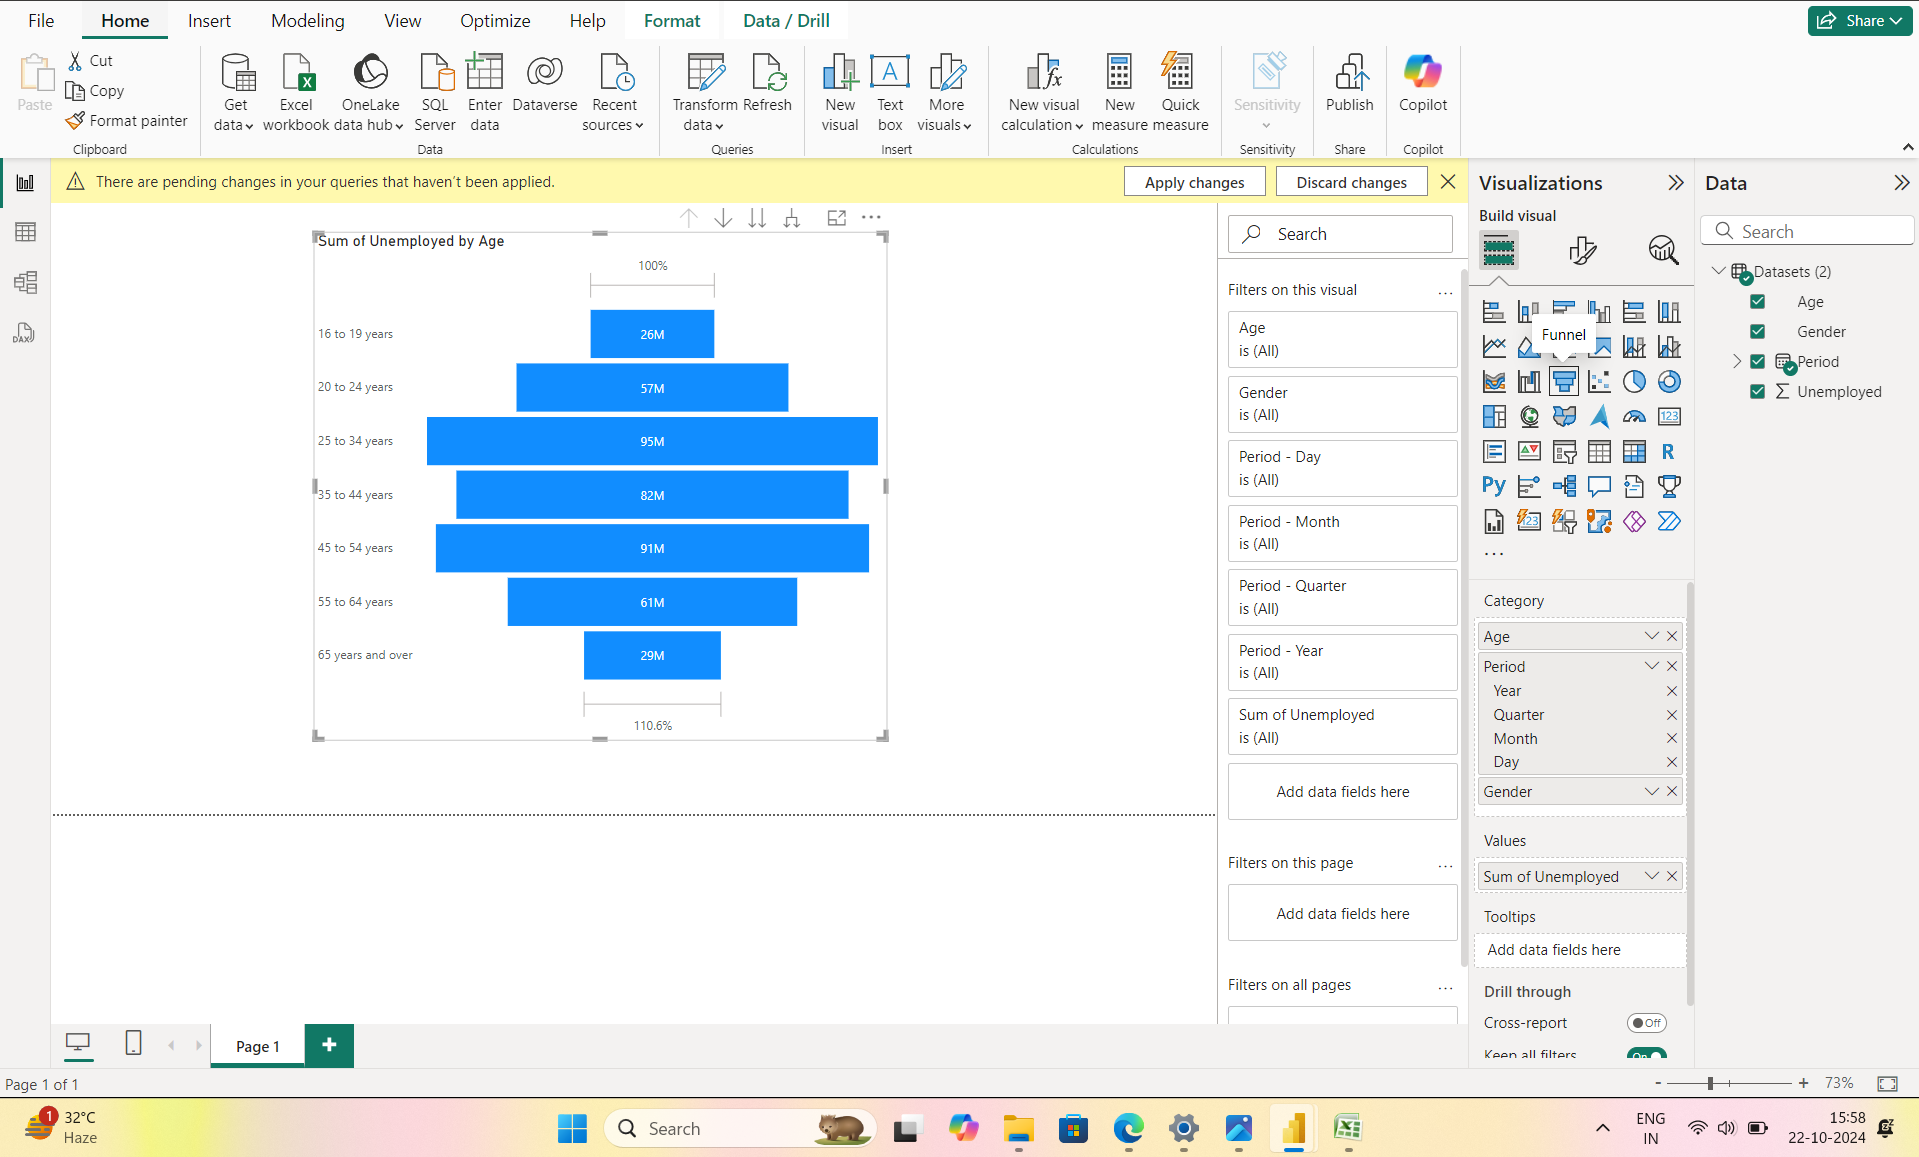 File Home Insert Modeling View Optimize Help Format Data / Drill Share
Paste
Cut
Copy
Format painter
Clipboard
Get data
Excel workbook
OneLake data hub
SQL Server
Enter data
Dataverse
Recent sources
Data
Transform data
Refresh
Queries
New visual
Text box
More visuals
Insert
New visual calculation
New measure
Quick measure
Calculations
Sensitivity
Sensitivity
Publish
Share
Copilot
Copilot
There are pending changes in your queries that haven't been applied.
Apply changes
Discard changes
DAX
Sum of Unemployed by Age
100%
16 to 19 years 26M
20 to 24 years 57M
25 to 34 years 95M
35 to 44 years 82M
45 to 54 years 91M
55 to 64 years 61M
65 years and over 29M
110.6%
Search
Filters on this visual ...
Age
is (All)
Gender
is (All)
Period - Day
is (All)
Period - Month
is (All)
Period - Quarter
is (All)
Period - Year
is (All)
Sum of Unemployed
is (All)
Add data fields here
Filters on this page ...
Add data fields here
Filters on all pages ...
Visualizations
Build visual
Funnel
123
R
Py
123
...
Category
Age
Period
Year
Quarter
Month
Day
Gender
Values
Sum of Unemployed
Tooltips
Add data fields here
Drill through
Cross-report Off
Keep all filters On
Data
Search
Datasets (2)
Age
Gender
Period
Unemployed
Page 1
Page 1 of 1
- + 73%
1
32°C
Haze
Search
ENG
IN
15:58
22-10-2024